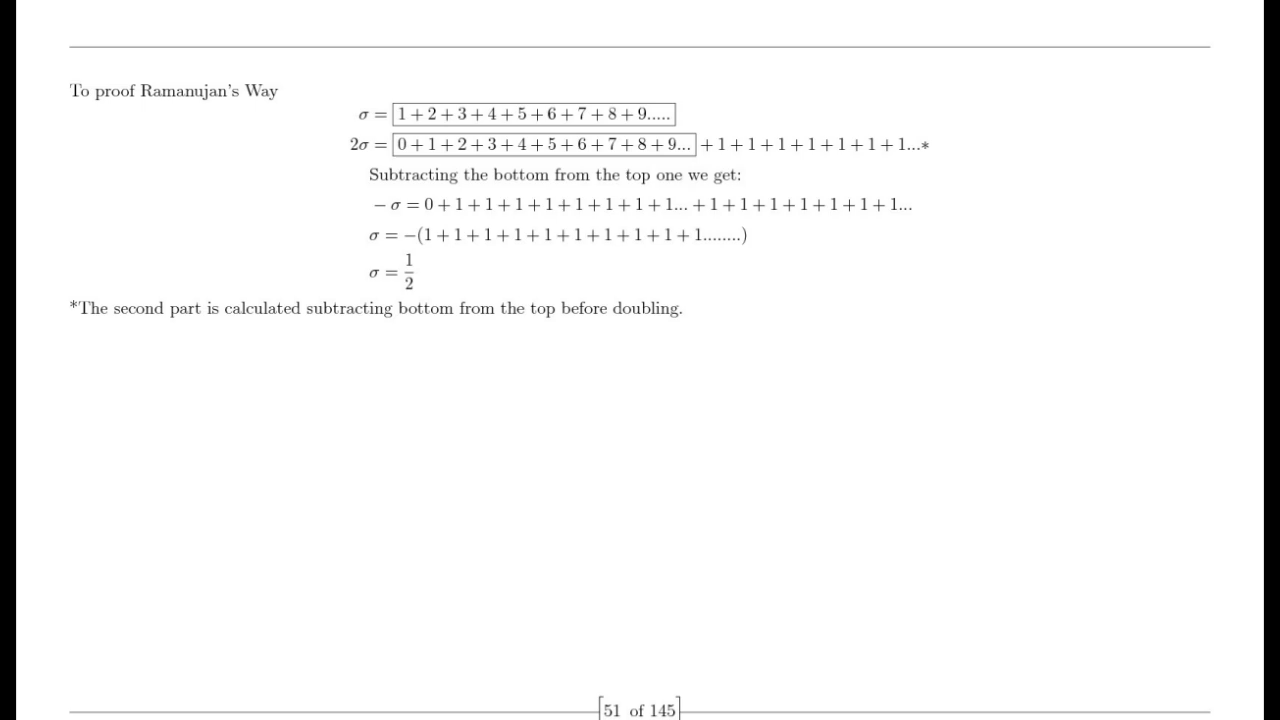 To proof Ramanujan's Way
σ = 1 + 2 + 3 + 4 + 5 + 6 + 7 + 8 + 9.....
2σ = 0 + 1 + 2 + 3 + 4 + 5 + 6 + 7 + 8 + 9... + 1 + 1 + 1 + 1 + 1 + 1 + 1...*
Subtracting the bottom from the top one we get:
− σ = 0 + 1 + 1 + 1 + 1 + 1 + 1 + 1 + 1... + 1 + 1 + 1 + 1 + 1 + 1 + 1...
σ = −(1 + 1 + 1 + 1 + 1 + 1 + 1 + 1 + 1 + 1........)
σ = 1/2
*The second part is calculated subtracting bottom from the top before doubling.
51 of 145